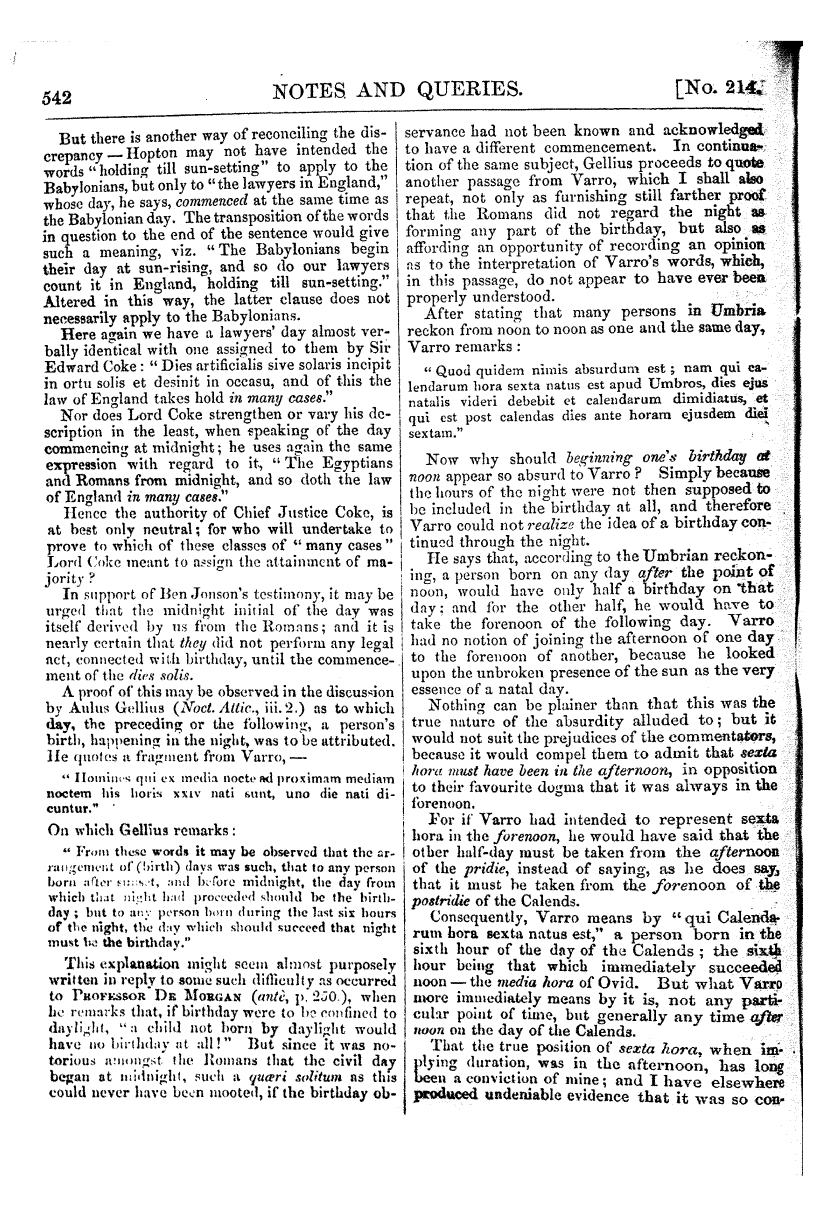 542
NOTES AND QUERIES.
[No. 214.
But there is another way of reconciling the dis-
crepancy — Hopton may not have intended the
words "holding till sun-setting" to apply to the
Babylonians, but only to "the lawyers in England,"
whose day, he says, commenced at the same time as
the Babylonian day. The transposition of the words
in question to the end of the sentence would give
such a meaning, viz. "The Babylonians begin
their day at sun-rising, and so do our lawyers
count it in England, holding till sun-setting."
Altered in this way, the latter clause does not
necessarily apply to the Babylonians.
Here again we have a lawyers' day almost ver-
bally identical with one assigned to them by Sir
Edward Coke: "Dies artificialis sive solaris incipit
in ortu solis et desinit in occasu, and of this the
law of England takes hold in many cases."
Nor does Lord Coke strengthen or vary his de-
scription in the least, when speaking of the day
commencing at midnight; he uses again the same
expression with regard to it, "The Egyptians
and Romans from midnight, and so doth the law
of England in many cases."
Hence the authority of Chief Justice Coke, is
at best only neutral; for who will undertake to
prove to which of these classes of "many cases"
Lord Coke meant to assign the attainment of ma-
jority?
In support of Ben Jonson's testimony, it may be
urged that the midnight initial of the day was
itself derived by us from the Romans; and it is
nearly certain that they did not perform any legal
act, connected with birthday, until the commence-
ment of the dies solis.
A proof of this may be observed in the discussion
by Aulus Gellius (Noct. Attic., iii. 2.) as to which
day, the preceding or the following, a person's
birth, happening in the night, was to be attributed.
He quotes a fragment from Varro, —
"Homines qui ex media nocte ad proximam mediam
noctem his horis XXIV nati sunt, uno die nati di-
cuntur."
On which Gellius remarks:
"From these words it may be observed that the ar-
rangement of (birth) days was such, that to any person
born after sunset, and before midnight, the day from
which that night had proceeded should be the birth-
day; but to any person born during the last six hours
of the night, the day which should succeed that night
must be the birthday."
This explanation might seem almost purposely
written in reply to some such difficulty as occurred
to PROFESSOR DE MORGAN (antè, p. 250.), when
he remarks that, if birthday were to be confined to
daylight, "a child not born by daylight would
have no birthday at all!" But since it was no-
torious amongst the Romans that the civil day
began at midnight, such a quæri solitum as this
could never have been mooted, if the birthday ob-
servance had not been known and acknowledged
to have a different commencement. In continua-
tion of the same subject, Gellius proceeds to quote
another passage from Varro, which I shall also
repeat, not only as furnishing still farther proof
that the Romans did not regard the night as
forming any part of the birthday, but also as
affording an opportunity of recording an opinion
as to the interpretation of Varro's words, which,
in this passage, do not appear to have ever been
properly understood.
After stating that many persons in Umbria
reckon from noon to noon as one and the same day,
Varro remarks:
"Quod quidem nimis absurdum est; nam qui ca-
lendarum hora sexta natus est apud Umbros, dies ejus
natalis videri debebit et calendarum dimidiatus, et
qui est post calendas dies ante horam ejusdem diei
sextam."
Now why should beginning one's birthday at
noon appear so absurd to Varro? Simply because
the hours of the night were not then supposed to
be included in the birthday at all, and therefore
Varro could not realize the idea of a birthday con-
tinued through the night.
He says that, according to the Umbrian reckon-
ing, a person born on any day after the point of
noon, would have only half a birthday on that
day; and for the other half, he would have to
take the forenoon of the following day. Varro
had no notion of joining the afternoon of one day
to the forenoon of another, because he looked
upon the unbroken presence of the sun as the very
essence of a natal day.
Nothing can be plainer than that this was the
true nature of the absurdity alluded to; but it
would not suit the prejudices of the commentators,
because it would compel them to admit that sexta
hora must have been in the afternoon, in opposition
to their favourite dogma that it was always in the
forenoon.
For if Varro had intended to represent sexta
hora in the forenoon, he would have said that the
other half-day must be taken from the afternoon
of the pridie, instead of saying, as he does say,
that it must be taken from the forenoon of the
postridie of the Calends.
Consequently, Varro means by "qui Calenda-
rum hora sexta natus est," a person born in the
sixth hour of the day of the Calends; the sixth
hour being that which immediately succeeded
noon — the media hora of Ovid. But what Varro
more immediately means by it is, not any parti-
cular point of time, but generally any time after
noon on the day of the Calends.
That the true position of sexta hora, when im-
plying duration, was in the afternoon, has long
been a conviction of mine; and I have elsewhere
produced undeniable evidence that it was so con-